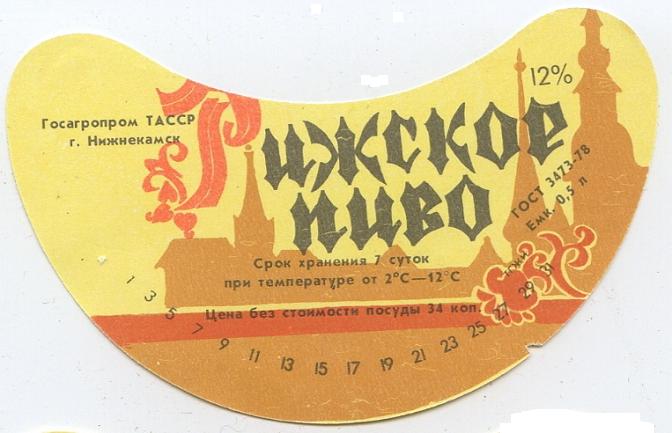 Госагропром ТАССР
г. Нижнекамск
12%
Рижское
пиво
ГОСТ 3473-78
Емк. 0,5 л
Срок хранения 7 суток
при температуре от 2°С—12°С
Цена без стоимости посуды 34 коп.
1 3 5 7 9 11 13 15 17 19 21 23 25 27 29 31